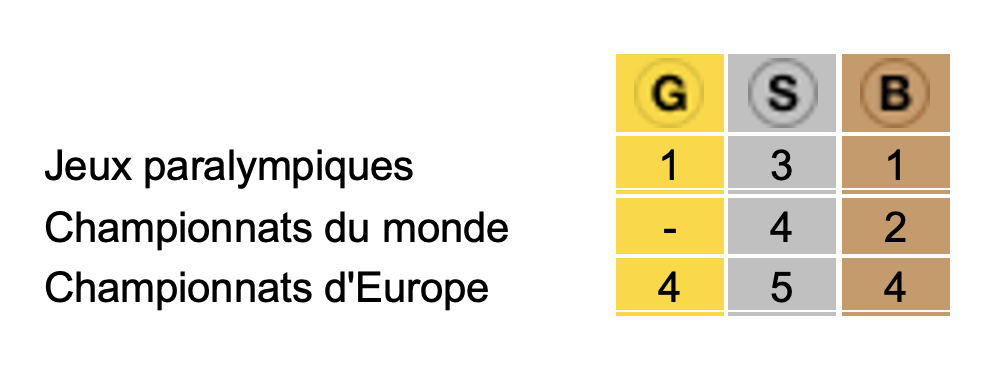 G S B
Jeux paralympiques 1 3 1
Championnats du monde - 4 2
Championnats d'Europe 4 5 4